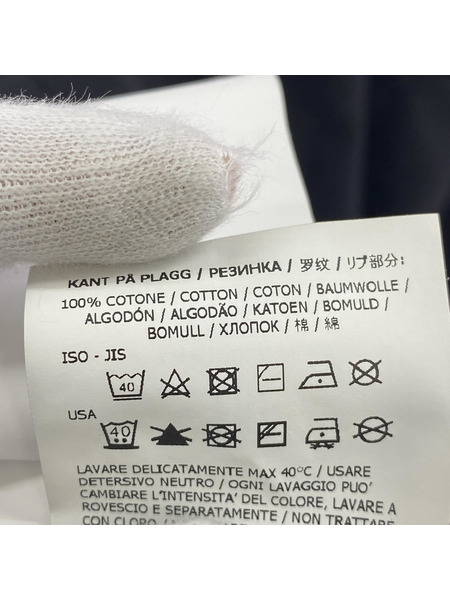 KANT PÅ PLAGG / РЕЗИНКА / 罗纹 / リブ部分:
100% COTONE / COTTON / COTON / BAUMWOLLE /
ALGODÓN / ALGODÃO / KATOEN / BOMULD /
BOMULL / ХЛОПОК / 棉 / 綿
ISO - JIS
40
USA
40
LAVARE DELICATAMENTE MAX 40°C / USARE
DETERSIVO NEUTRO / OGNI LAVAGGIO PUO'
CAMBIARE L'INTENSITA' DEL COLORE, LAVARE A
ROVESCIO E SEPARATAMENTE / NON TRATTARE
CON CLORO /